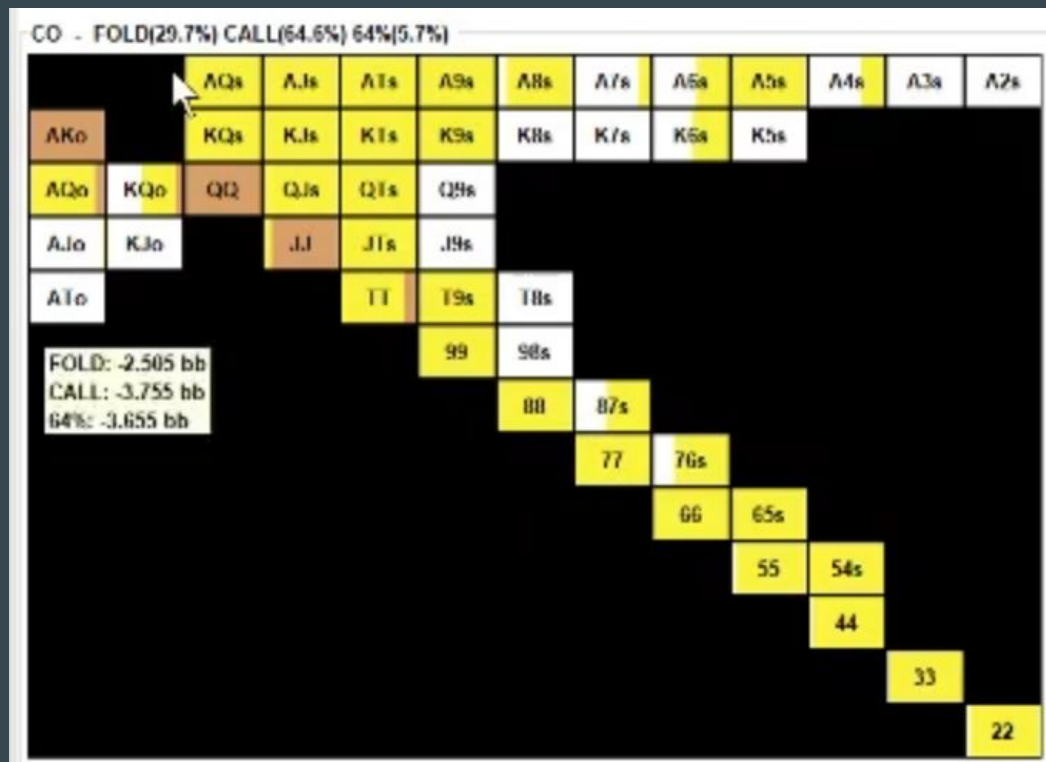 CO - FOLD(29.7%) CALL(64.6%) 64%(5.7%)
AQs AJs ATs A9s A8s A7s A6s A5s A4s A3s A2s
AKo KQs KJs KTs K9s K8s K7s K6s K5s
AQo KQo QQ QJs QTs Q9s
AJo KJo JJ JTs J9s
ATo TT T9s T8s
99 98s
FOLD: -2.505 bb
CALL: -3.755 bb
64%: -3.655 bb
88 87s
77 76s
66 65s
55 54s
44
33
22